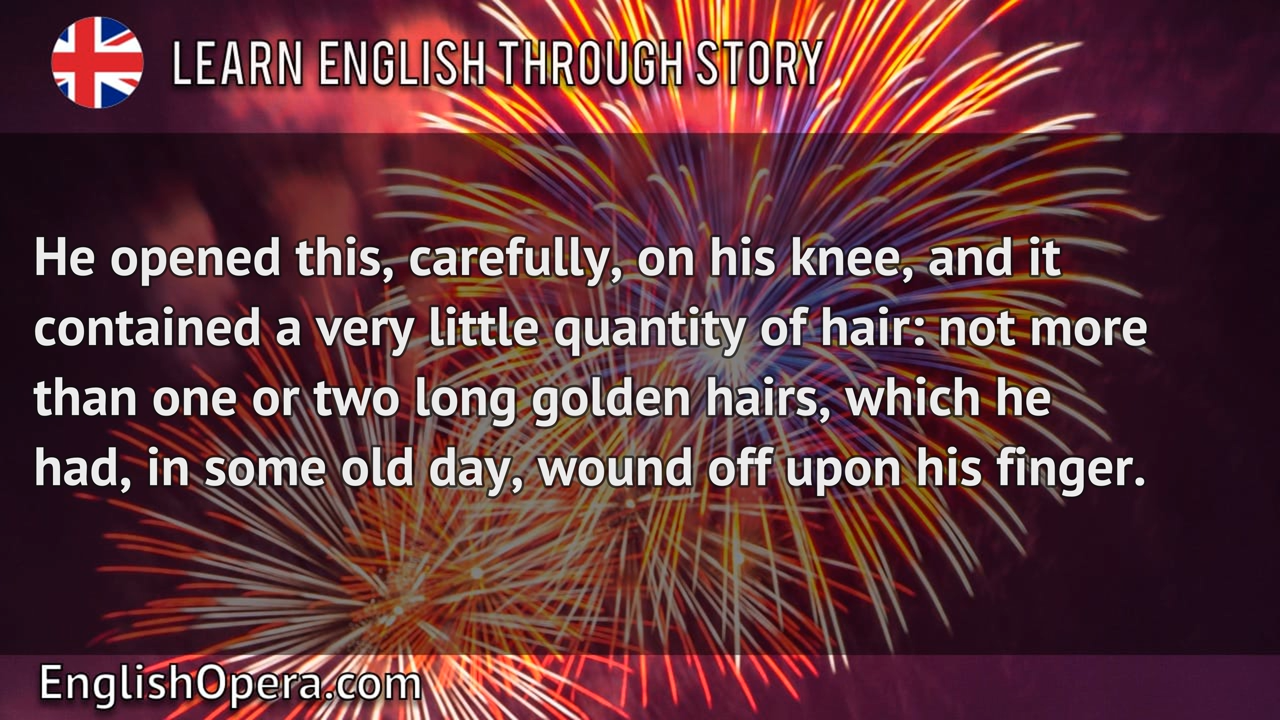 LEARN ENGLISH THROUGH STORY
He opened this, carefully, on his knee, and it
contained a very little quantity of hair: not more
than one or two long golden hairs, which he
had, in some old day, wound off upon his finger.
EnglishOpera.com